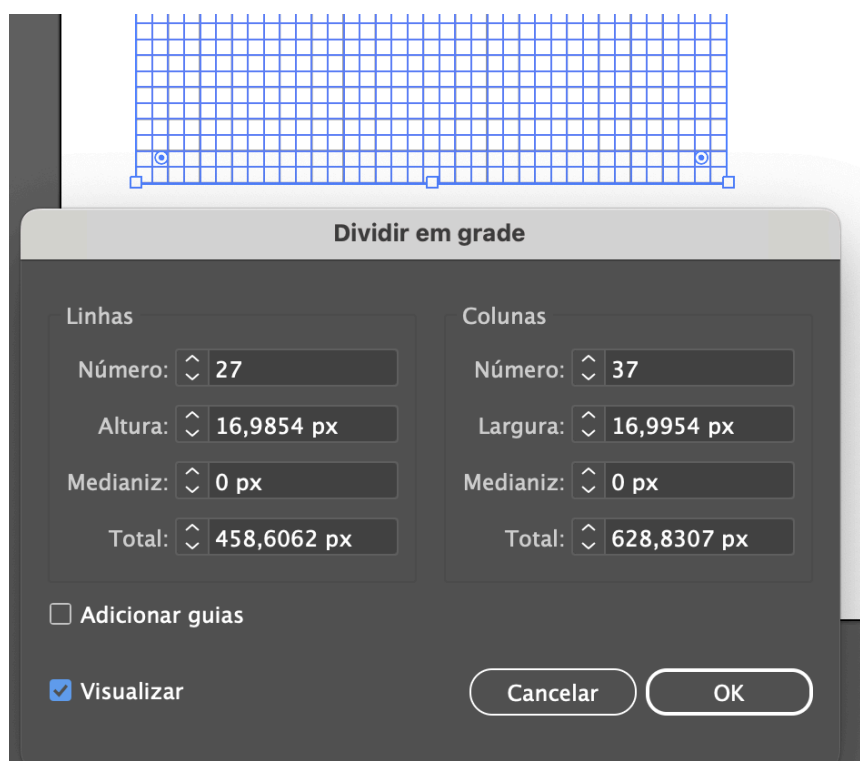 Dividir em grade
Linhas
Número: 27
Altura: 16,9854 px
Medianiz: 0 px
Total: 458,6062 px
Colunas
Número: 37
Largura: 16,9954 px
Medianiz: 0 px
Total: 628,8307 px
Adicionar guias
Visualizar
Cancelar
OK